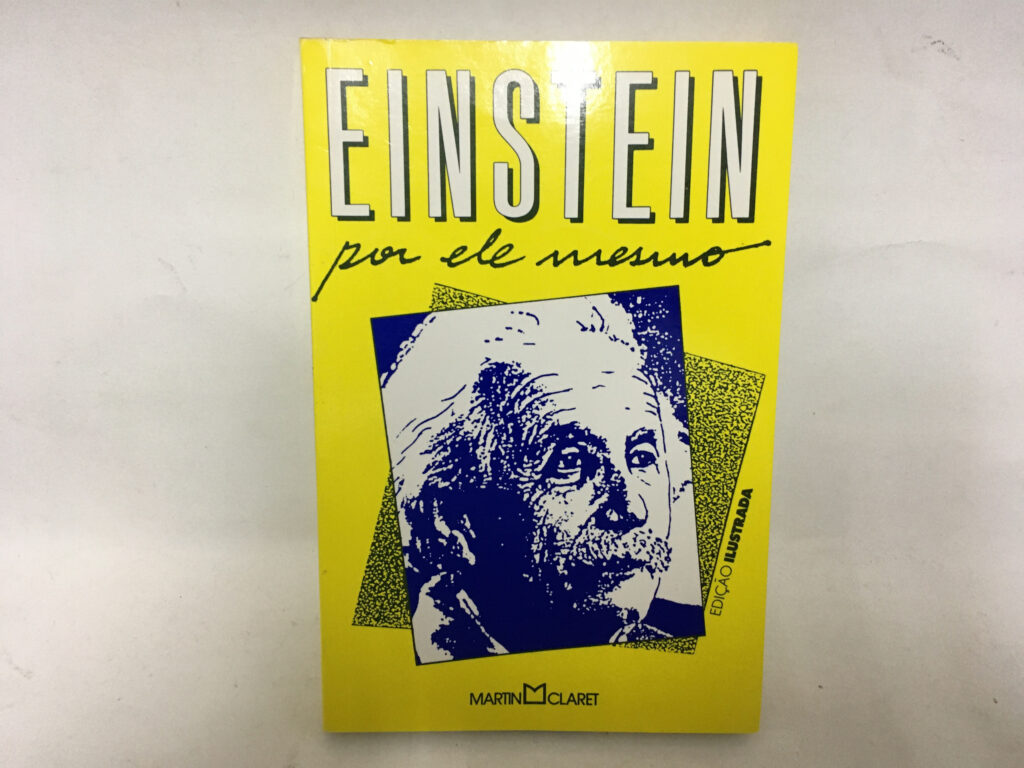 EINSTEIN
por ele mesmo
EDIÇÃO ILUSTRADA
MARTIN CLARET